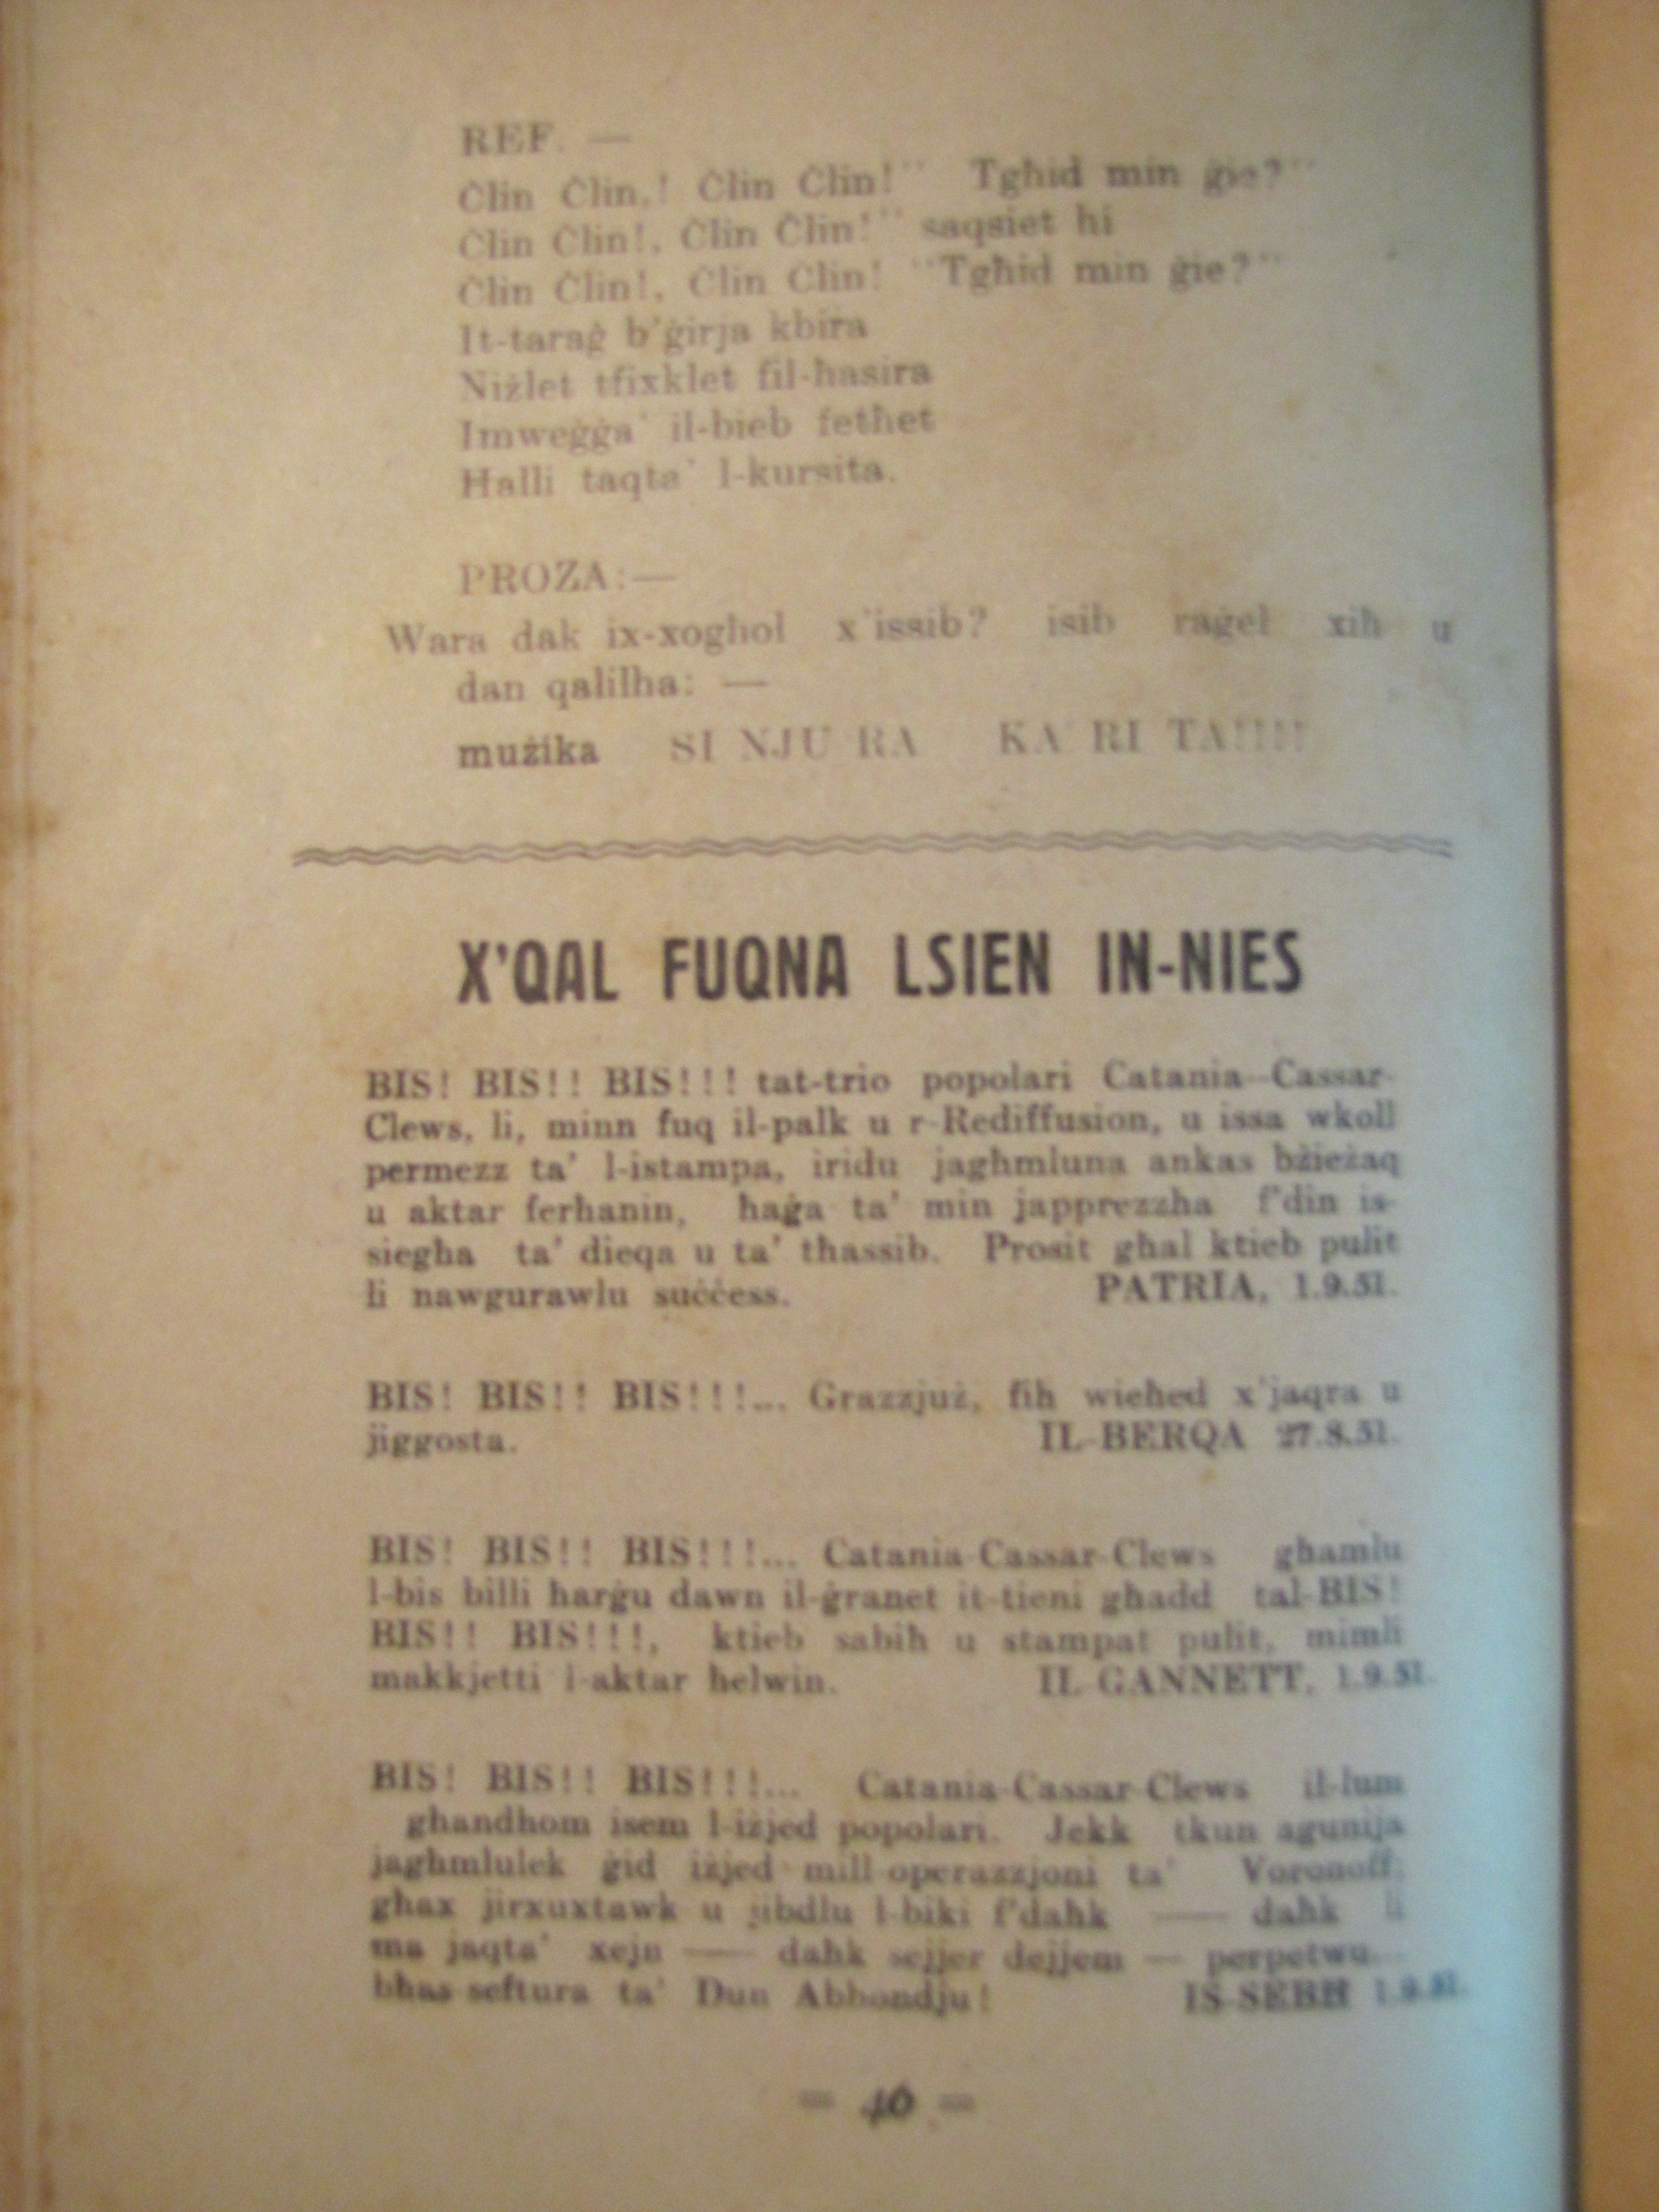 REF. —
Ċlin Ċlin,! Ċlin Ċlin!" Tgħid min ġie?"
Ċlin Ċlin!, Ċlin Ċlin!" saqsiet hi
Ċlin Ċlin!, Ċlin Ċlin! "Tgħid min ġie?"
It-taraġ b'ġirja kbira
Niżlet tfixklet fil-ħasira
Imweġġa' il-bieb fetħet
Ħalli taqta' l-kursita.
PROZA:—
Wara dak ix-xogħol x'issib? isib raġel xiħ u
dan qalilha: —
mużika SI NJU RA KA RI TA!!!!
X'QAL FUQNA LSIEN IN-NIES
BIS! BIS!! BIS!!! tat-trio popolari Catania-Cassar-
Clews, li, minn fuq il-palk u r-Rediffusion, u issa wkoll
permezz ta' l-istampa, iridu jagħmluna ankas bżieżaq
u aktar ferħanin, ħaġa ta' min japprezzha f'din is-
siegħa ta' dieqa u ta' tħassib. Prosit għal ktieb pulit
li nawgurawlu suċċess. PATRIA, 1.9.51.
BIS! BIS!! BIS!!!... Grazzjuż, fih wieħed x'jaqra u
jiggosta. IL-BERQA 27.8.51.
BIS! BIS!! BIS!!!... Catania-Cassar-Clews għamlu
l-bis billi ħarġu dawn il-ġranet it-tieni għadd tal-BIS!
BIS!! BIS!!!, ktieb sabiħ u stampat pulit, mimli
makkjetti l-aktar ħelwin. IL-GANNETT, 1.9.51.
BIS! BIS!! BIS!!!... Catania-Cassar-Clews il-lum
għandhom isem l-iżjed popolari. Jekk tkun agunija
jagħmlulek ġid iżjed mill-operazzjoni ta' Voronoff,
għax jirxuxtawk u jibdlu l-biki f'daħk —— daħk li
ma jaqta' xejn —— daħk sejjer dejjem — perpetwu...
bħas-seftura ta' Dun Abbondju! IS-SEBĦ 1.9.51.
= 40 =